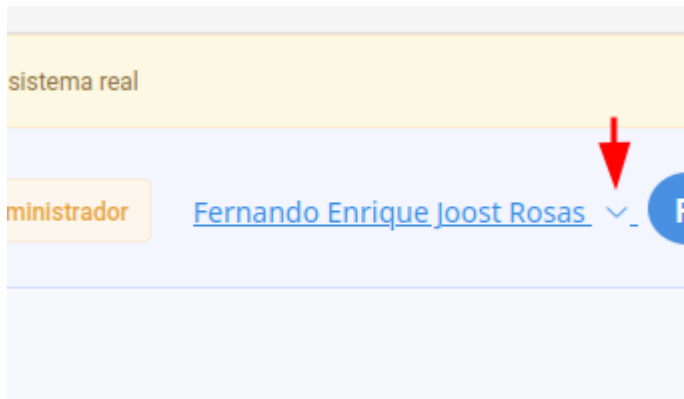 sistema real
ministrador
Fernando Enrique Joost Rosas
F